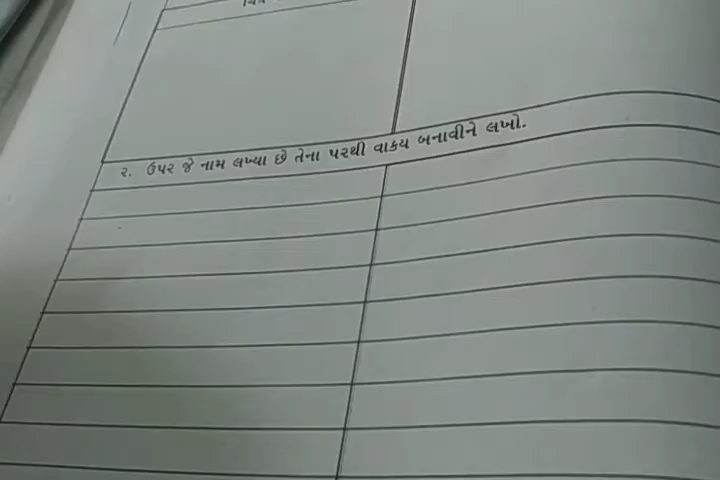 ૨. ઉપર જે નામ લખ્યા છે તેના પરથી વાક્ય બનાવીને લખો.